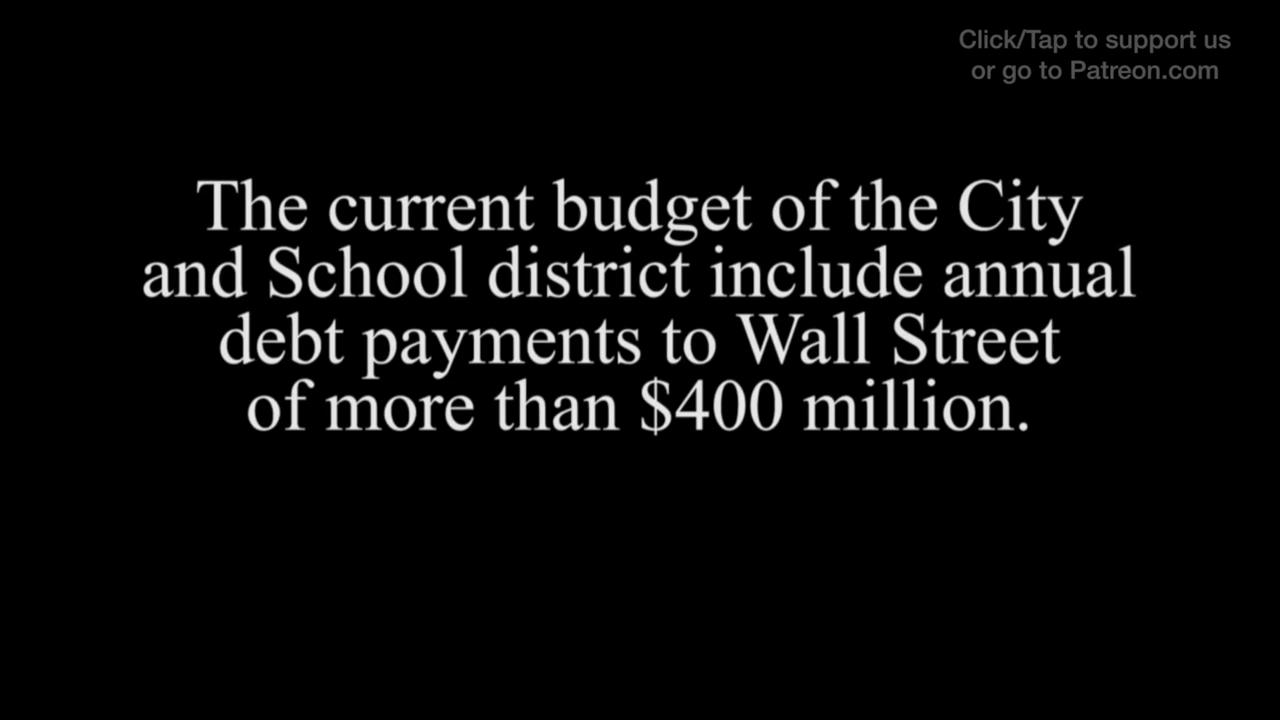 Click/Tap to support us
or go to Patreon.com
The current budget of the City
and School district include annual
debt payments to Wall Street
of more than $400 million.